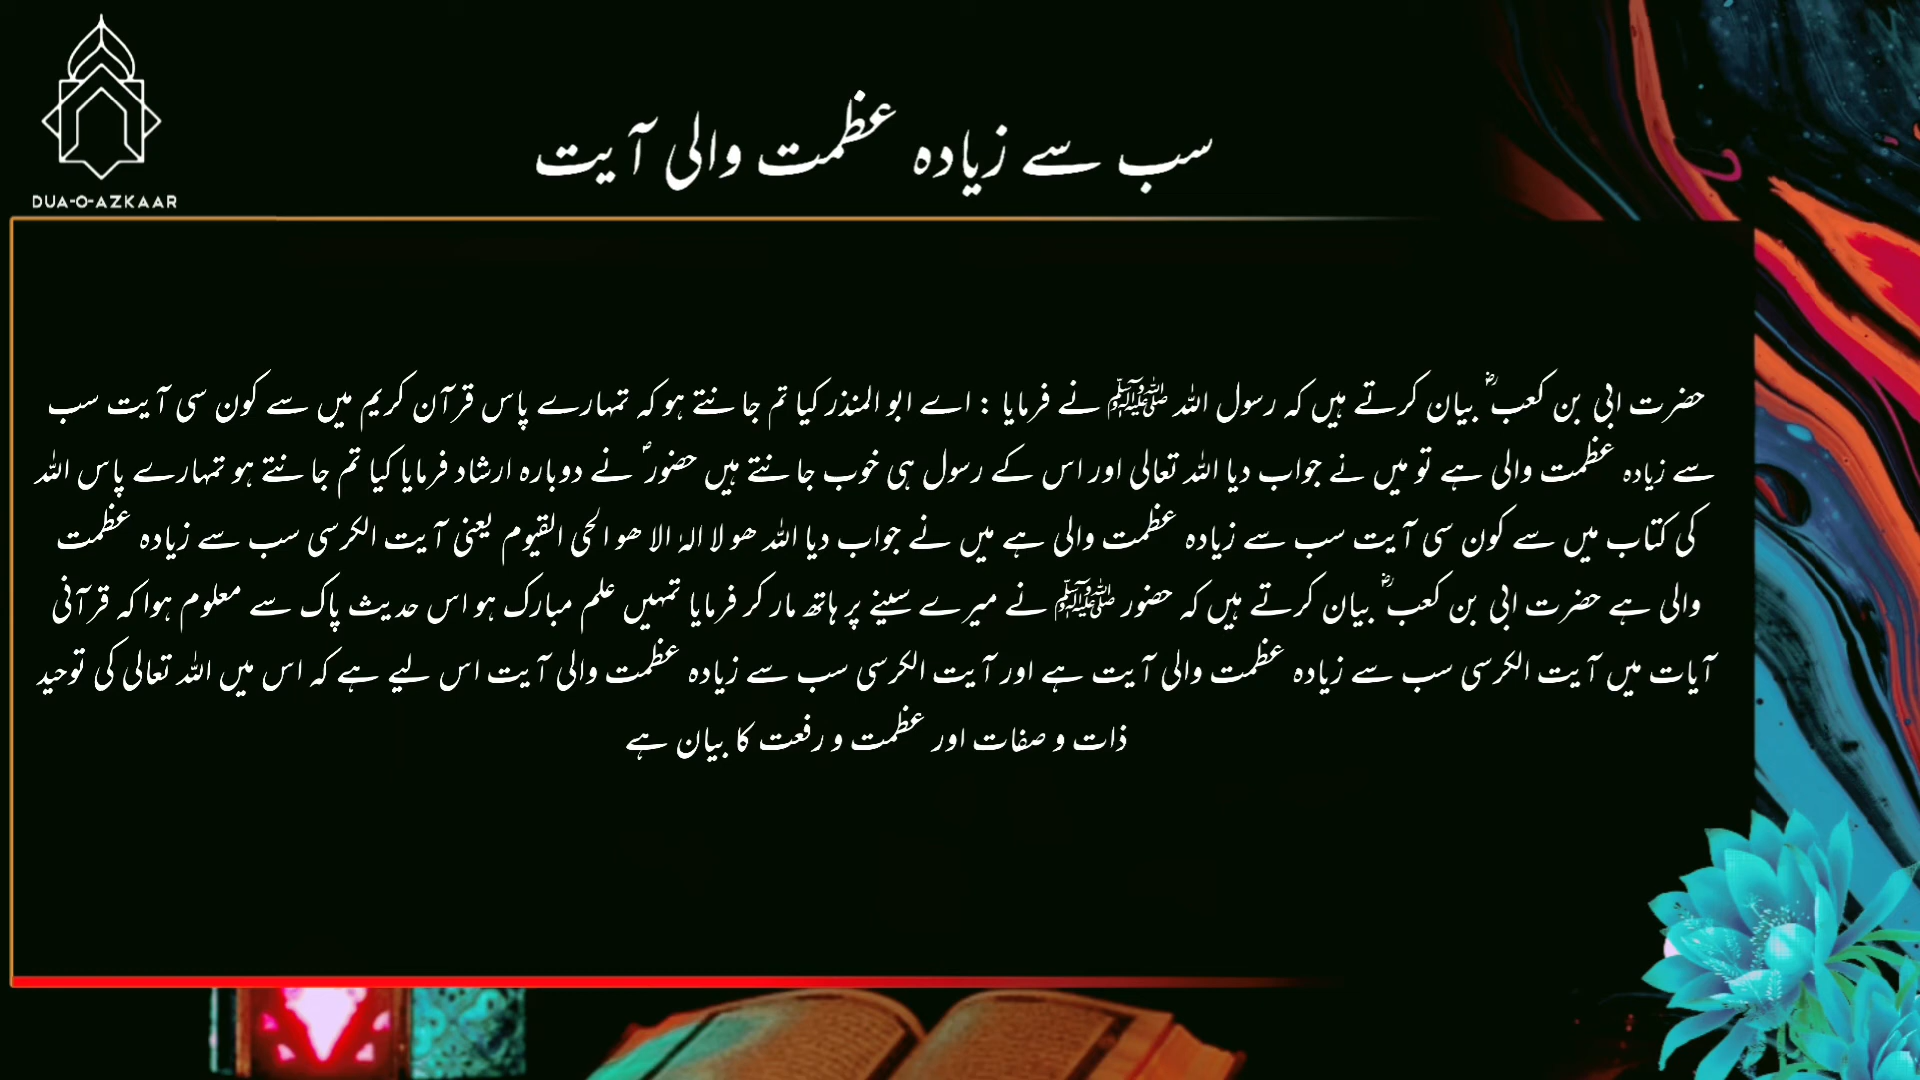 DUA-O-AZKAAR
سب سے زیادہ عظمت والی آیت
حضرت ابی بن کعبؓ بیان کرتے ہیں کہ رسول اللہ ﷺ نے فرمایا : اے ابو المنذر کیا تم جانتے ہو کہ تمہارے پاس قرآن کریم میں سے کون سی آیت سب
سے زیادہ عظمت والی ہے تو میں نے جواب دیا اللہ تعالی اور اس کے رسول ہی خوب جانتے ہیں حضورؐ نے دوبارہ ارشاد فرمایا کیا تم جانتے ہو تمہارے پاس اللہ
کی کتاب میں سے کون سی آیت سب سے زیادہ عظمت والی ہے میں نے جواب دیا اللہ ھو لا الہٰ الا ھو الحی القیوم یعنی آیت الکرسی سب سے زیادہ عظمت
والی ہے حضرت ابی بن کعبؓ بیان کرتے ہیں کہ حضور ﷺ نے میرے سینے پر ہاتھ مار کر فرمایا تمہیں علم مبارک ہو اس حدیث پاک سے معلوم ہوا کہ قرآنی
آیات میں آیت الکرسی سب سے زیادہ عظمت والی آیت ہے اور آیت الکرسی سب سے زیادہ عظمت والی آیت اس لیے ہے کہ اس میں اللہ تعالی کی توحید
ذات و صفات اور عظمت و رفعت کا بیان ہے